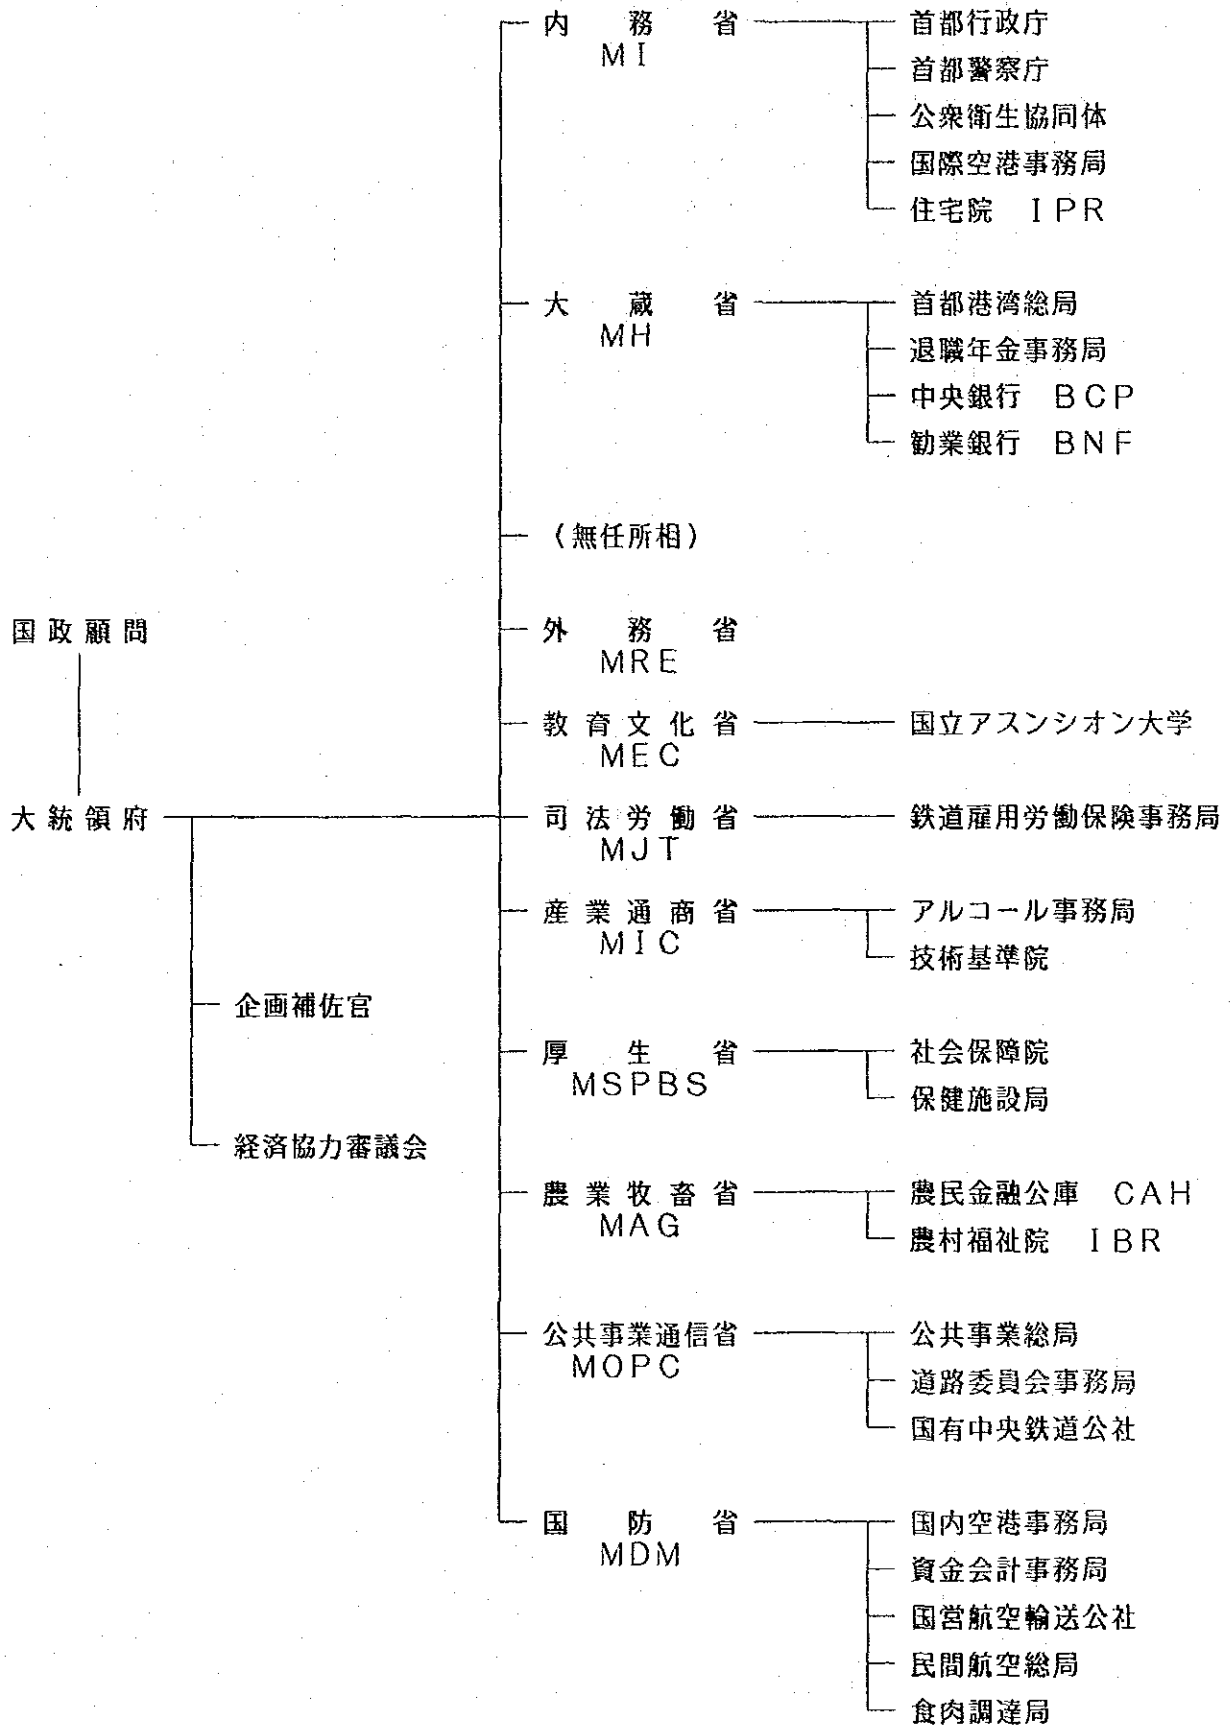 国政顧問
大統領府
企画補佐官
経済協力審議会
内務省
MI
首都行政庁
首都警察庁
公衆衛生協同体
国際空港事務局
住宅院 IPR
大蔵省
MH
首都港湾総局
退職年金事務局
中央銀行 BCP
勧業銀行 BNF
(無任所相)
外務省
MRE
教育文化省
MEC
国立アスンシオン大学
司法労働省
MJT
鉄道雇用労働保険事務局
産業通商省
MIC
アルコール事務局
技術基準院
厚生省
MSPBS
社会保障院
保健施設局
農業牧畜省
MAG
農民金融公庫 CAH
農村福祉院 IBR
公共事業通信省
MOPC
公共事業総局
道路委員会事務局
国有中央鉄道公社
国防省
MDM
国内空港事務局
資金会計事務局
国営航空輸送公社
民間航空総局
食肉調達局